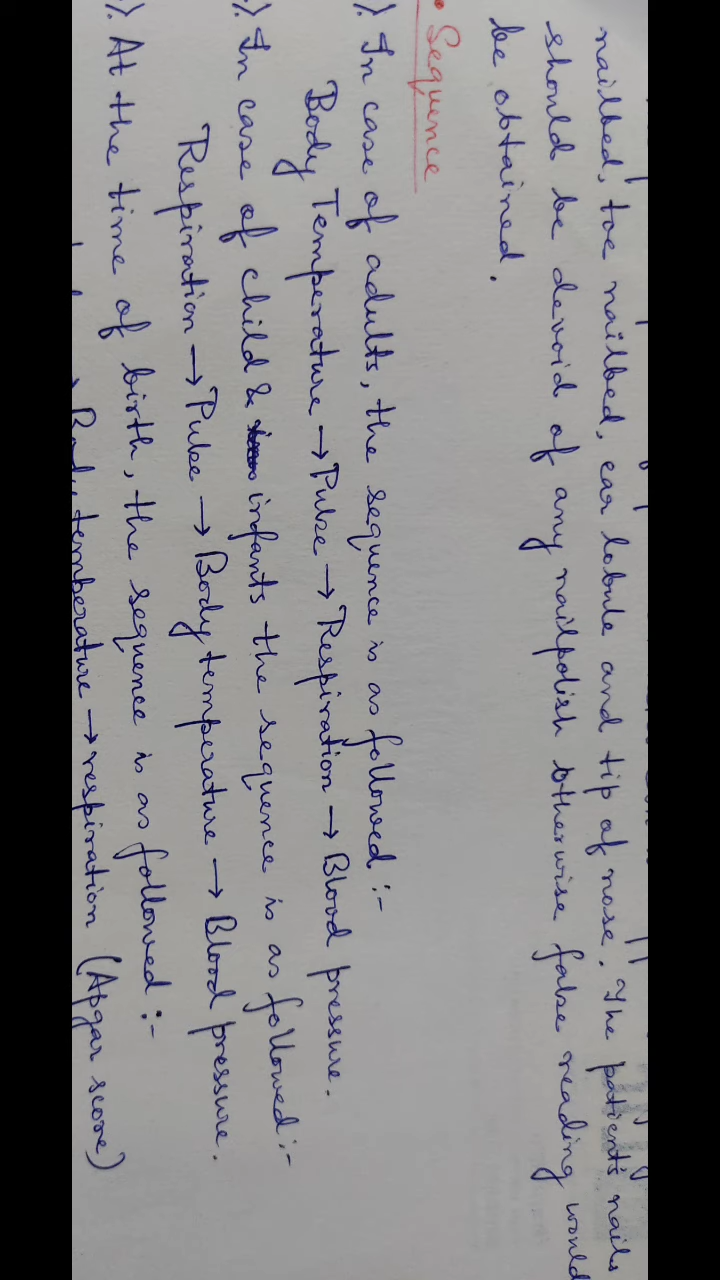 nailbed, toe nailbed, ear lobule and tip of nose. The patient's nails
should be devoid of any nailpolish otherwise false reading would
be obtained.
• Sequence
In case of adults, the sequence is as followed :-
Body Temperature → Pulse → Respiration → Blood pressure.
In case of child & infants the sequence is as followed :-
Respiration → Pulse → Body temperature → Blood pressure.
At the time of birth, the sequence is as followed :-
→ Body temperature → respiration (Apgar score)